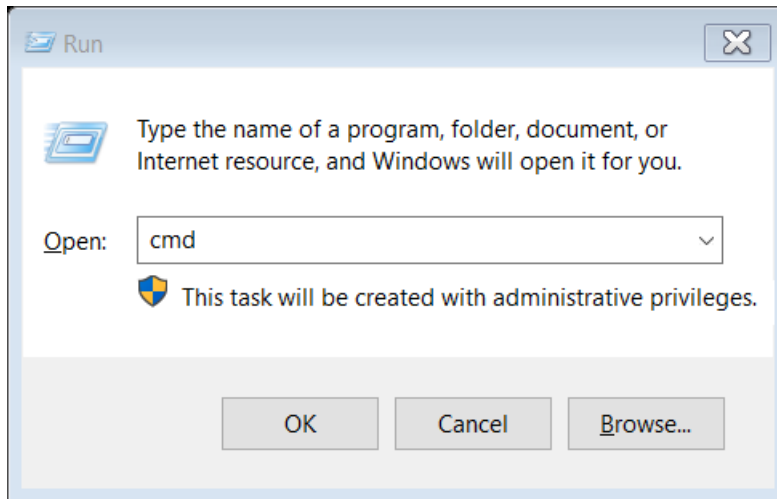 Run
Type the name of a program, folder, document, or
Internet resource, and Windows will open it for you.
Open: cmd
This task will be created with administrative privileges.
OK Cancel Browse...